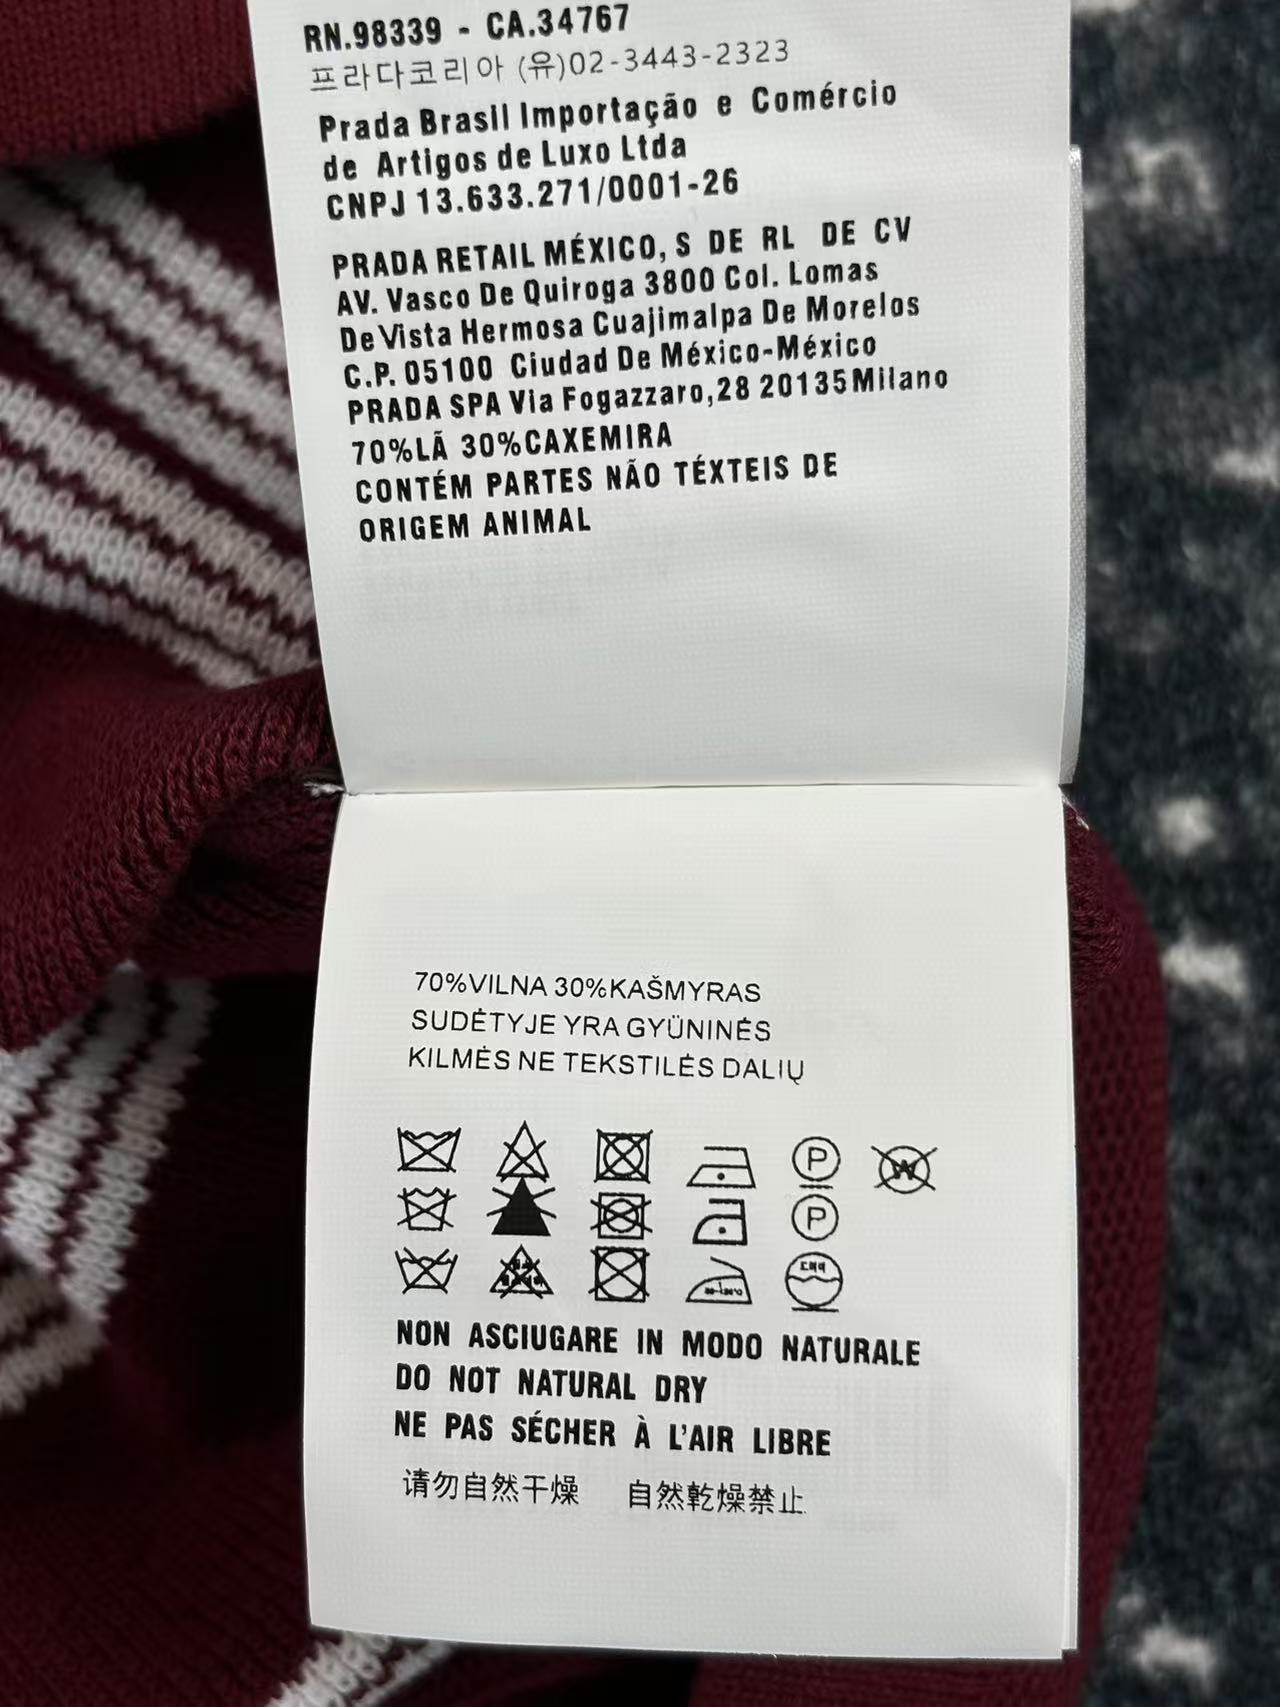 RN.98339 - CA.34767
프라다코리아 (유)02-3443-2323
Prada Brasil Importação e Comércio
de Artigos de Luxo Ltda
CNPJ 13.633.271/0001-26
PRADA RETAIL MÉXICO, S DE RL DE CV
AV. Vasco De Quiroga 3800 Col. Lomas
De Vista Hermosa Cuajimalpa De Morelos
C.P. 05100 Ciudad De México-México
PRADA SPA Via Fogazzaro,28 20135Milano
70%LÃ 30%CAXEMIRA
CONTÉM PARTES NÃO TÉXTEIS DE
ORIGEM ANIMAL
70%VILNA 30%KAŠMYRAS
SUDĖTYJE YRA GYŪNINĖS
KILMĖS NE TEKSTILĖS DALIŲ
P W
P
드라이
NON ASCIUGARE IN MODO NATURALE
DO NOT NATURAL DRY
NE PAS SÉCHER À L'AIR LIBRE
请勿自然干燥 自然乾燥禁止